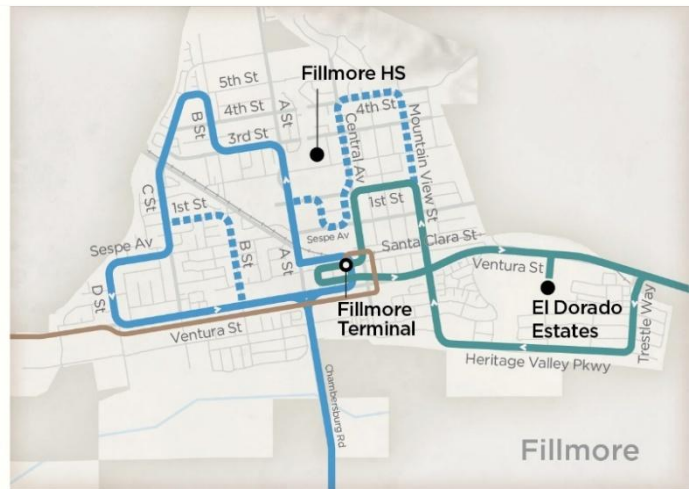 Fillmore HS
5th St
4th St
4th St
A St
3rd St
B St
Central Av
Mountain View St
C St
1st St
1st St
Sespe Av
Sespe Av
Santa Clara St
B St
A St
D St
Ventura St
Fillmore
Terminal
El Dorado
Estates
Trestle Way
Ventura St
Heritage Valley Pkwy
Chambersburg Rd
Fillmore